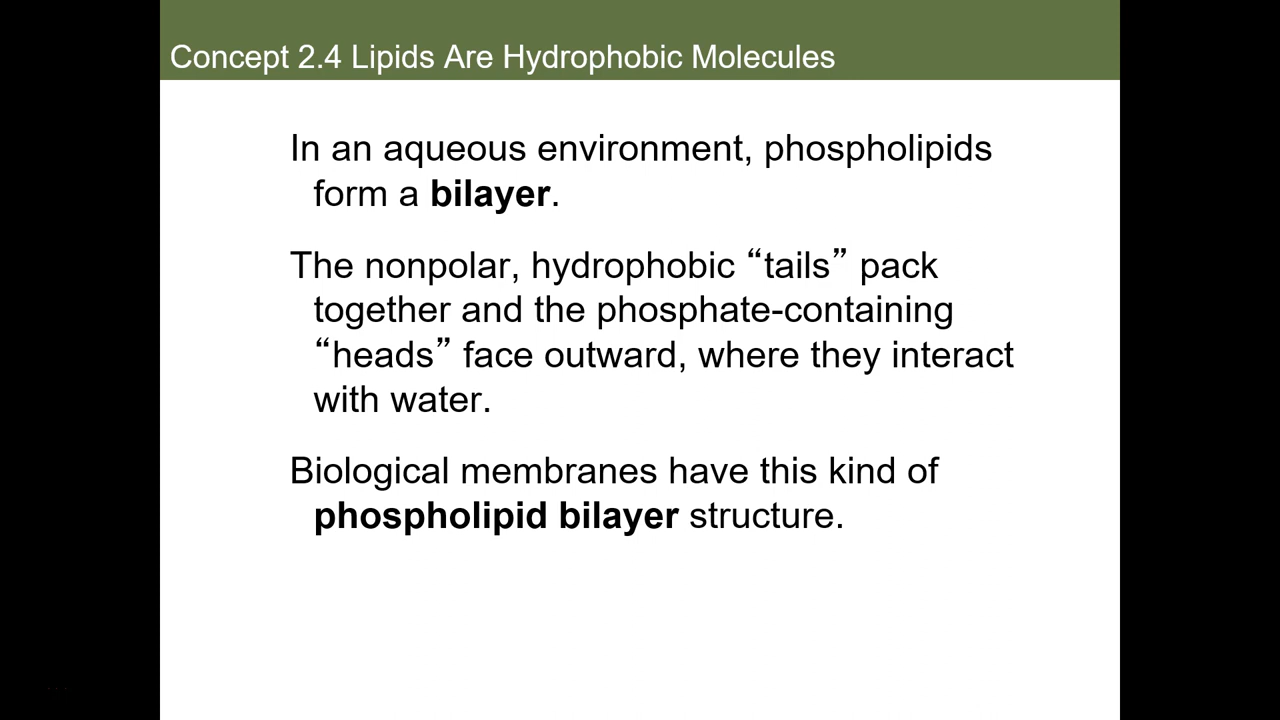 Concept 2.4 Lipids Are Hydrophobic Molecules
In an aqueous environment, phospholipids
form a bilayer.
The nonpolar, hydrophobic “tails” pack
together and the phosphate-containing
“heads” face outward, where they interact
with water.
Biological membranes have this kind of
phospholipid bilayer structure.